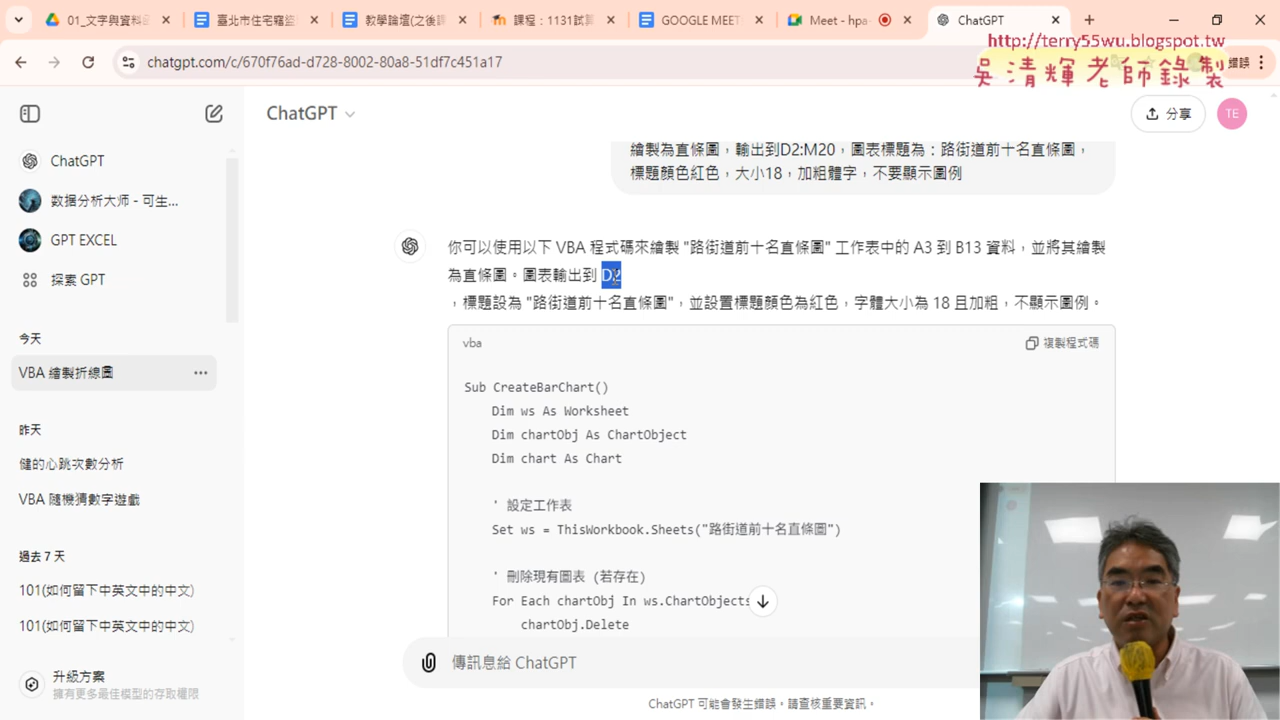 01_文字與資料
臺北市住宅竊盜
教學論壇(之後課
課程：1131試算
GOOGLE MEET
Meet - hpa
ChatGPT
http://terry55wu.blogspot.tw
chatgpt.com/c/670f76ad-d728-8002-80a8-51df7c451a17
吳清輝老師錄製
ChatGPT
分享
TE
ChatGPT
数据分析大师 - 可生...
GPT EXCEL
探索 GPT
今天
VBA 繪製折線圖
昨天
健的心跳次數分析
VBA 隨機猜數字遊戲
過去 7 天
101(如何留下中英文中的中文)
101(如何留下中英文中的中文)
升級方案
擁有更多最佳模型的存取權限
繪製為直條圖，輸出到D2:M20，圖表標題為：路街道前十名直條圖，
標題顏色紅色，大小18，加粗體字，不要顯示圖例
你可以使用以下 VBA 程式碼來繪製 "路街道前十名直條圖" 工作表中的 A3 到 B13 資料，並將其繪製
為直條圖。圖表輸出到 D2
，標題設為 "路街道前十名直條圖"，並設置標題顏色為紅色，字體大小為 18 且加粗，不顯示圖例。
vba
複製程式碼
Sub CreateBarChart()
Dim ws As Worksheet
Dim chartObj As ChartObject
Dim chart As Chart
' 設定工作表
Set ws = ThisWorkbook.Sheets("路街道前十名直條圖")
' 刪除現有圖表 (若存在)
For Each chartObj In ws.ChartObjects
chartObj.Delete
傳訊息給 ChatGPT
ChatGPT 可能會發生錯誤。請查核重要資訊。